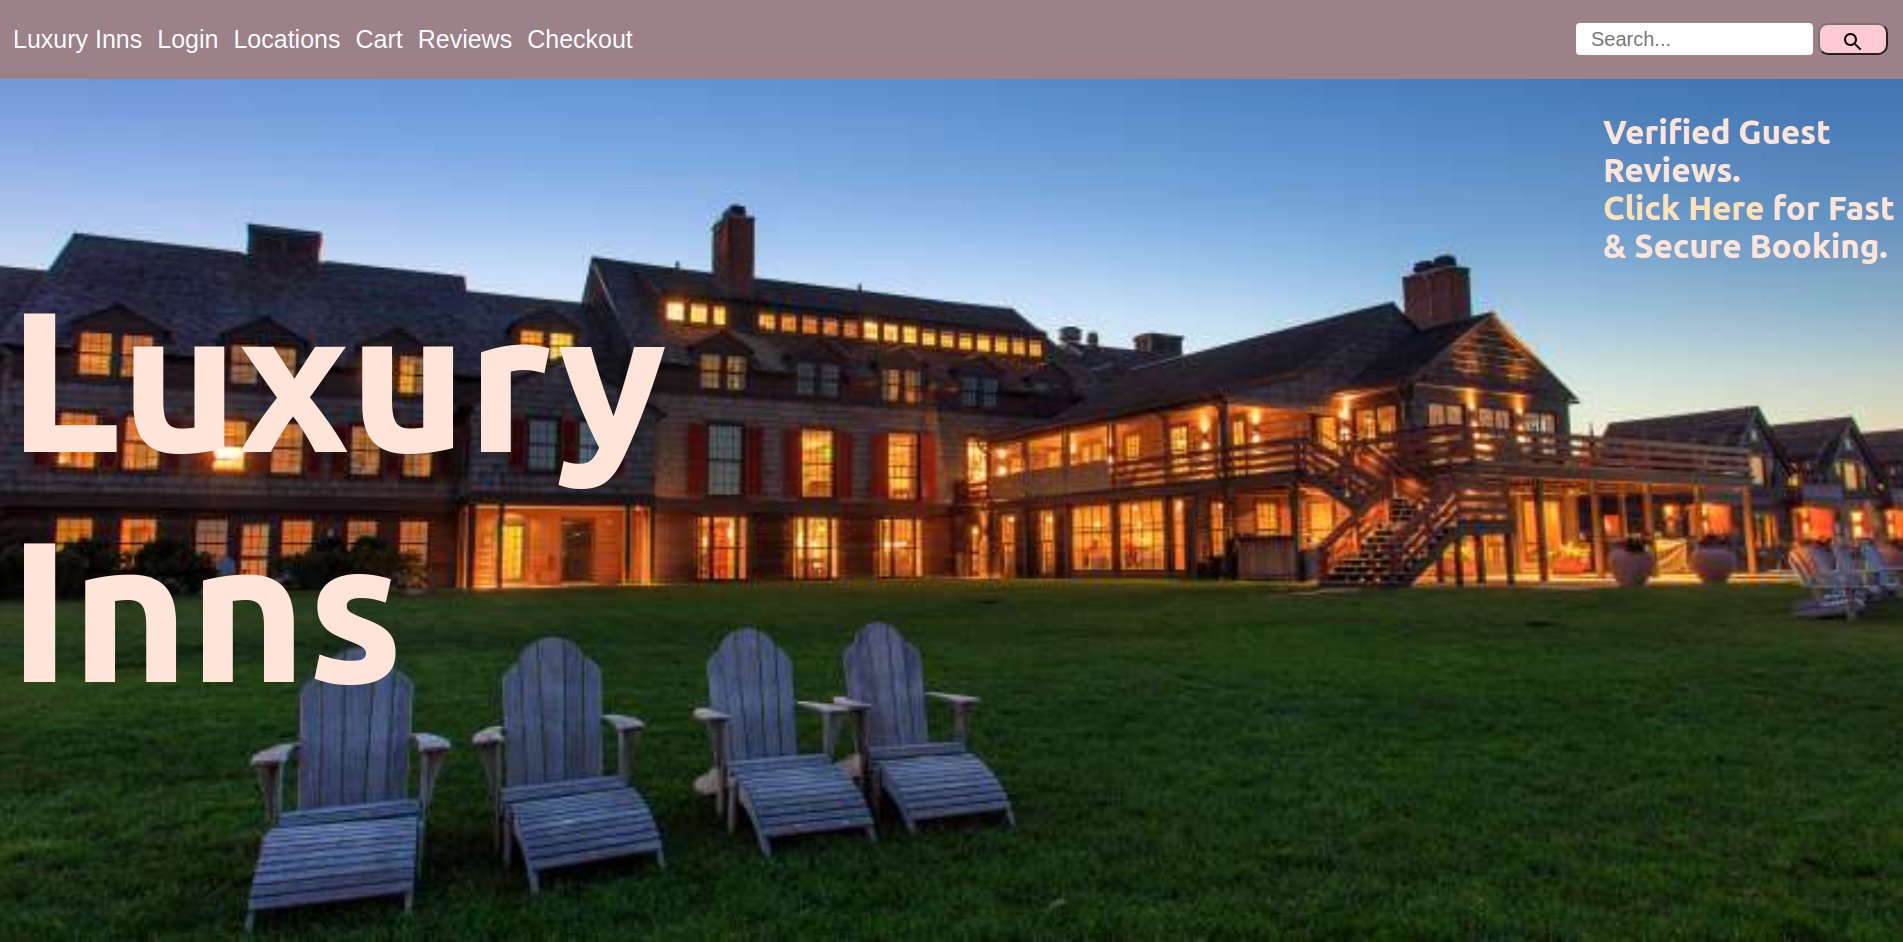 Luxury Inns Login Locations Cart Reviews Checkout Search...
Verified Guest
Reviews.
Click Here for Fast
& Secure Booking.
Luxury
Inns